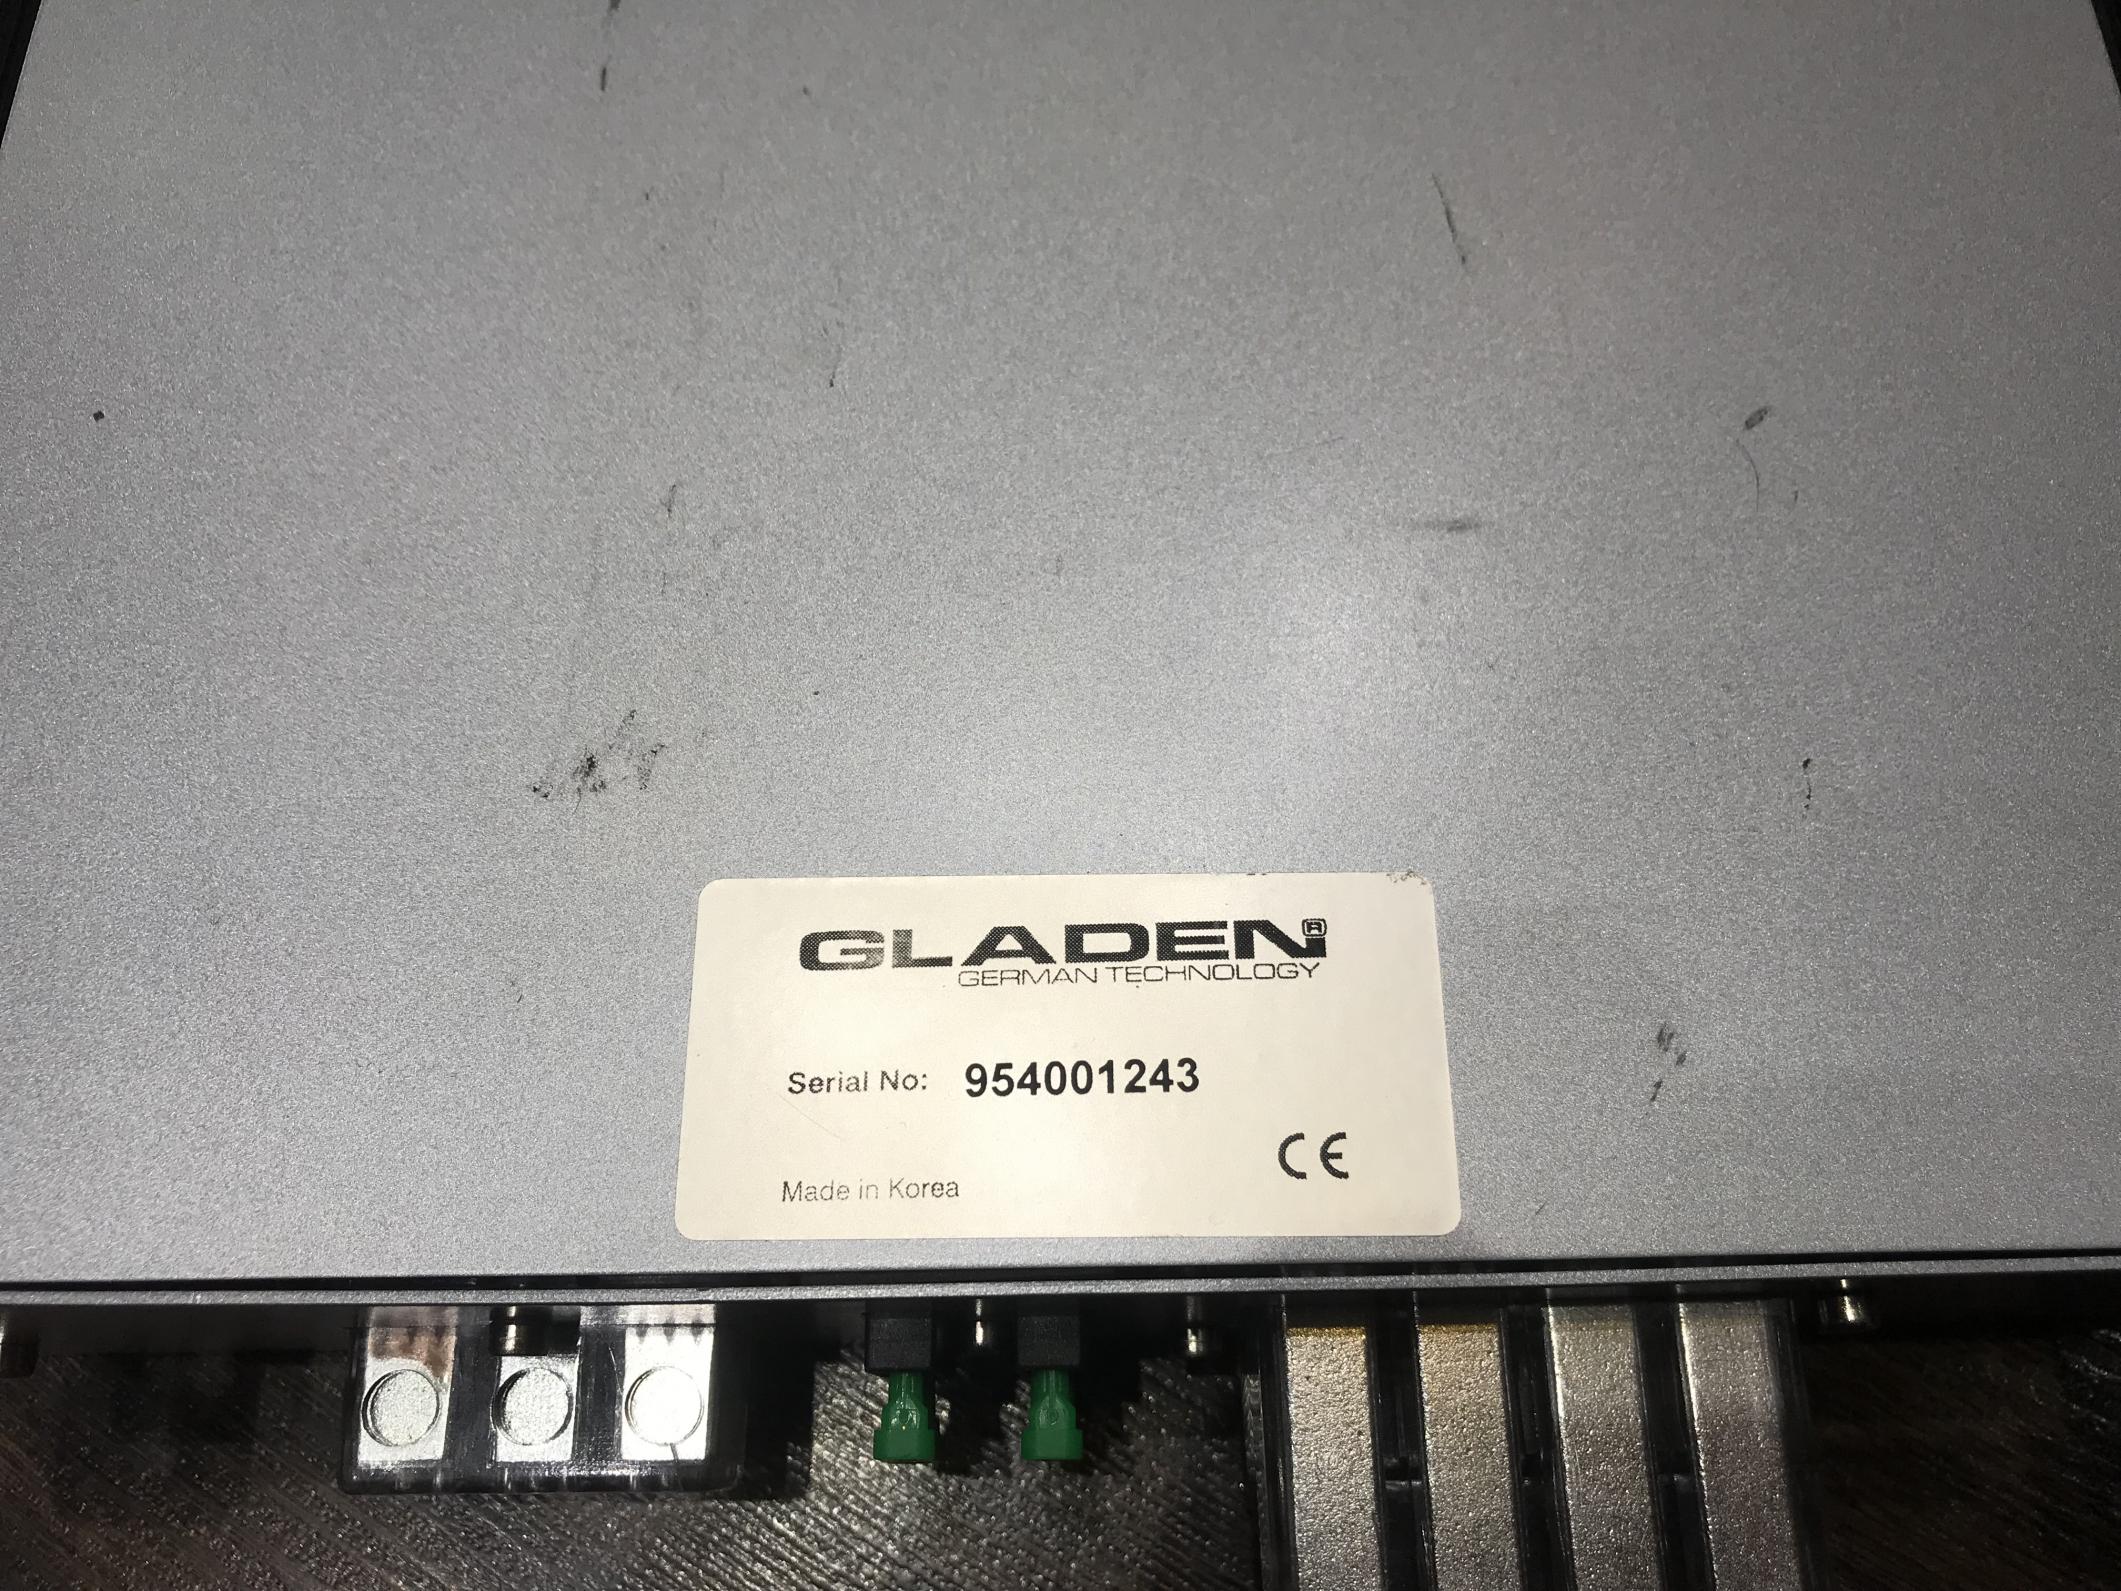 GLADEN®
GERMAN TECHNOLOGY
Serial No: 954001243
CE
Made in Korea